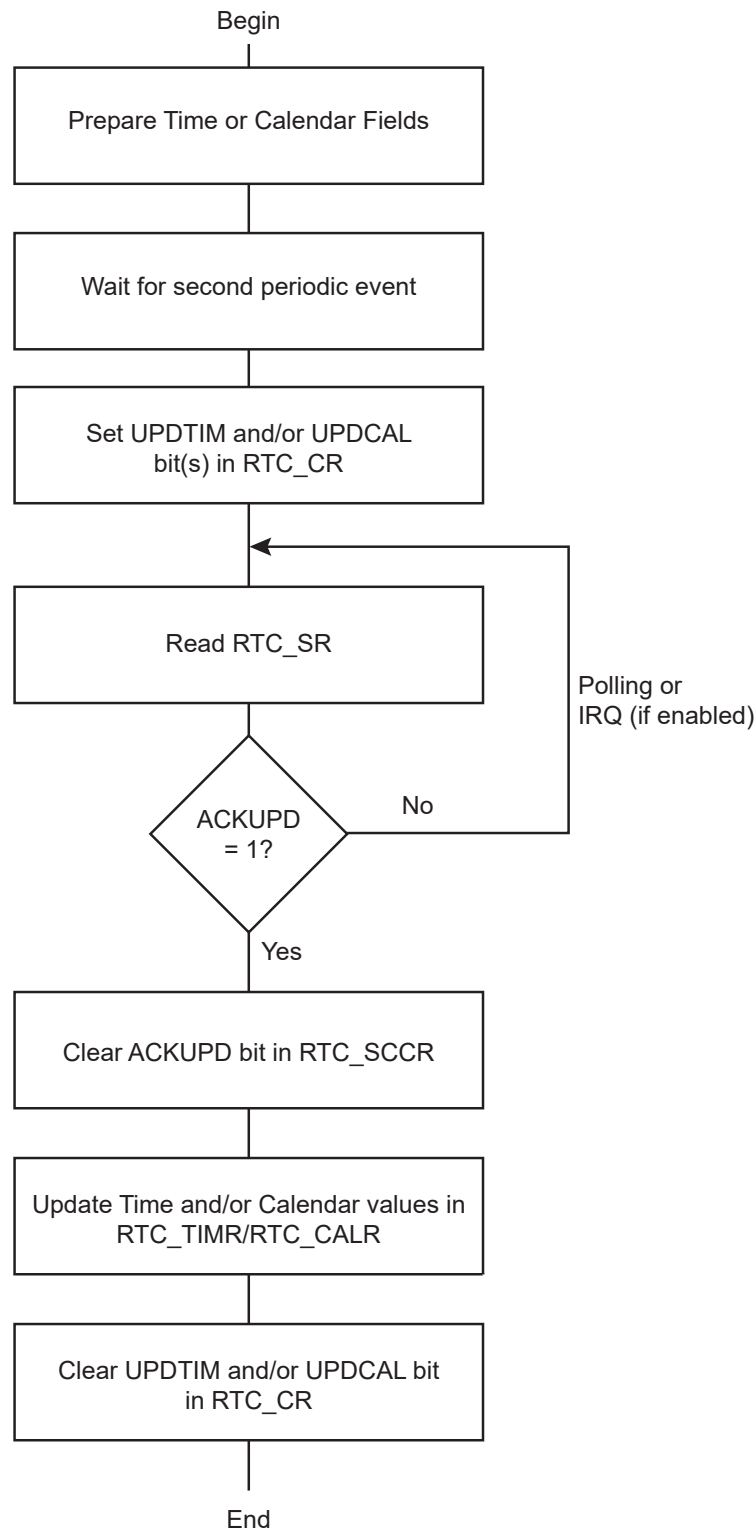 Begin
Prepare Time or Calendar Fields
Wait for second periodic event
Set UPDTIM and/or UPDCAL
bit(s) in RTC_CR
Read RTC_SR
Polling or
IRQ (if enabled)
ACKUPD
= 1?
No
Yes
Clear ACKUPD bit in RTC_SCCR
Update Time and/or Calendar values in
RTC_TIMR/RTC_CALR
Clear UPDTIM and/or UPDCAL bit
in RTC_CR
End